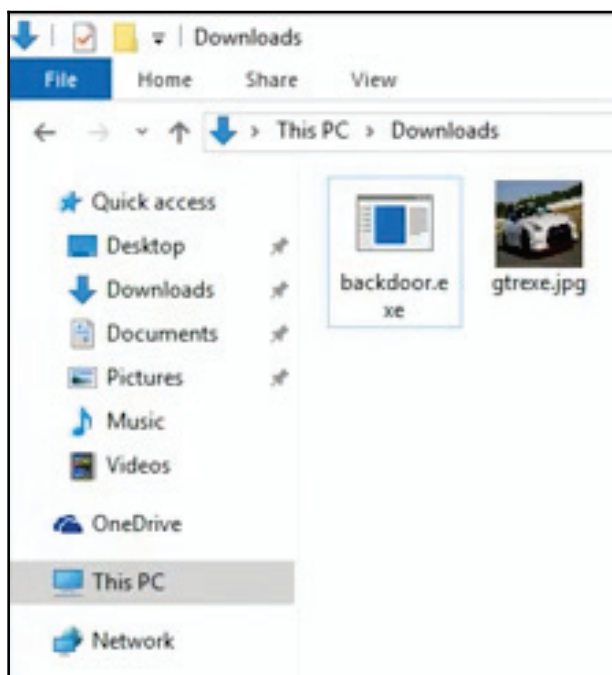 Downloads
File Home Share View
This PC > Downloads
Quick access
Desktop
Downloads
Documents
Pictures
Music
Videos
OneDrive
This PC
Network
backdoor.e
xe
gtrexe.jpg